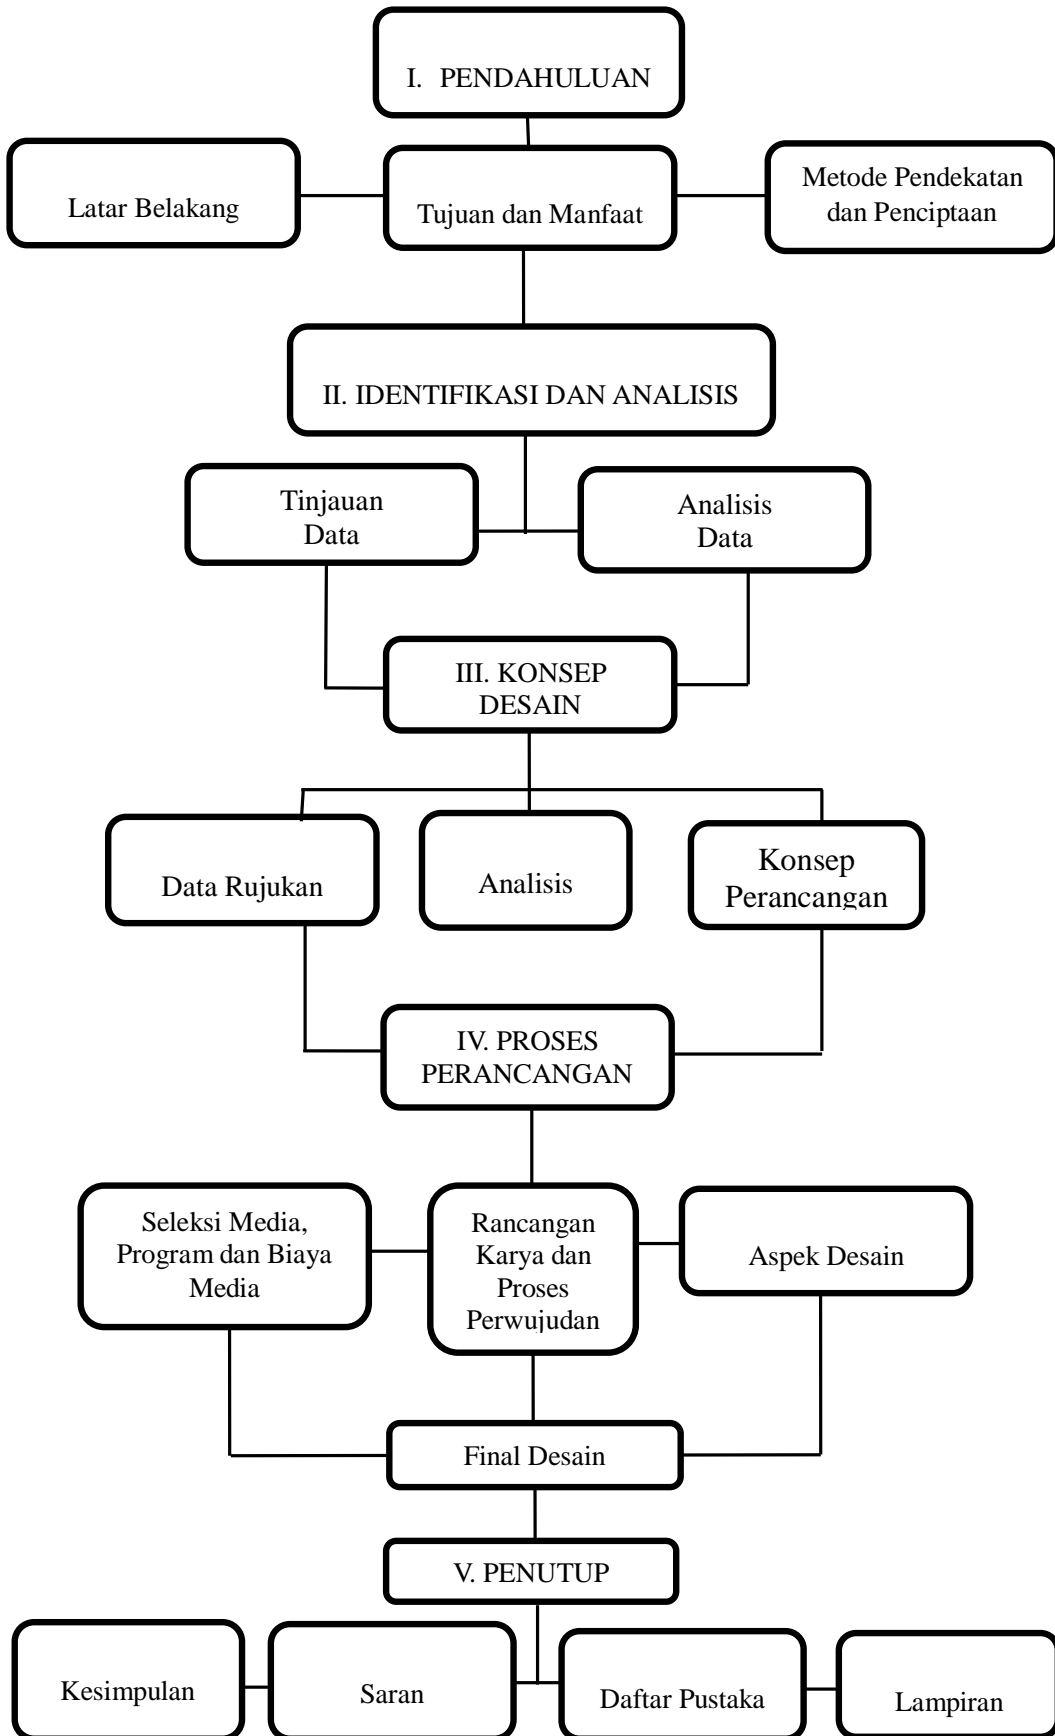 I. PENDAHULUAN
Latar Belakang
Tujuan dan Manfaat
Metode Pendekatan
dan Penciptaan
II. IDENTIFIKASI DAN ANALISIS
Tinjauan
Data
Analisis
Data
III. KONSEP
DESAIN
Data Rujukan
Analisis
Konsep
Perancangan
IV. PROSES
PERANCANGAN
Seleksi Media,
Program dan Biaya
Media
Rancangan
Karya dan
Proses
Perwujudan
Aspek Desain
Final Desain
V. PENUTUP
Kesimpulan
Saran
Daftar Pustaka
Lampiran